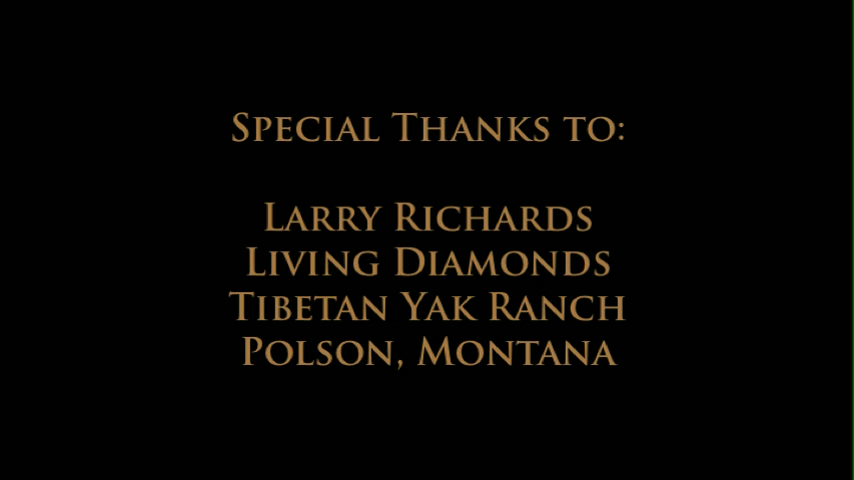 Special Thanks to:
Larry Richards
Living Diamonds
Tibetan Yak Ranch
Polson, Montana